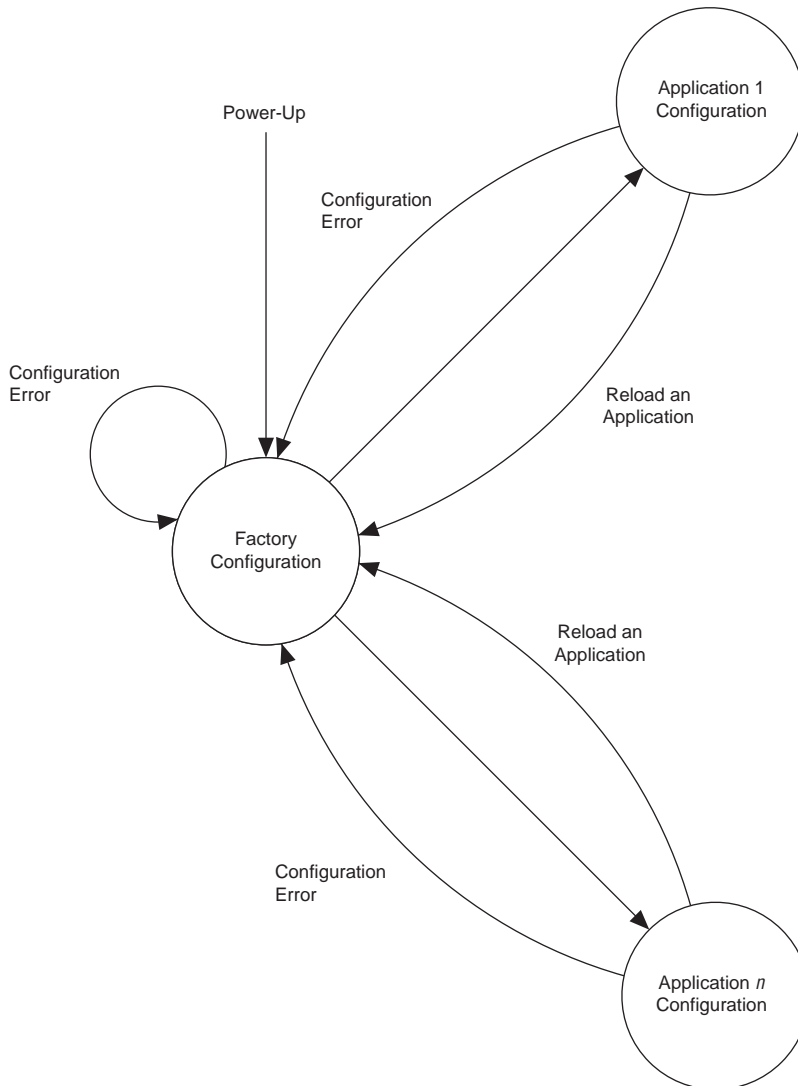 Application 1
Configuration
Power-Up
Configuration
Error
Configuration
Error
Reload an
Application
Factory
Configuration
Reload an
Application
Configuration
Error
Application n
Configuration